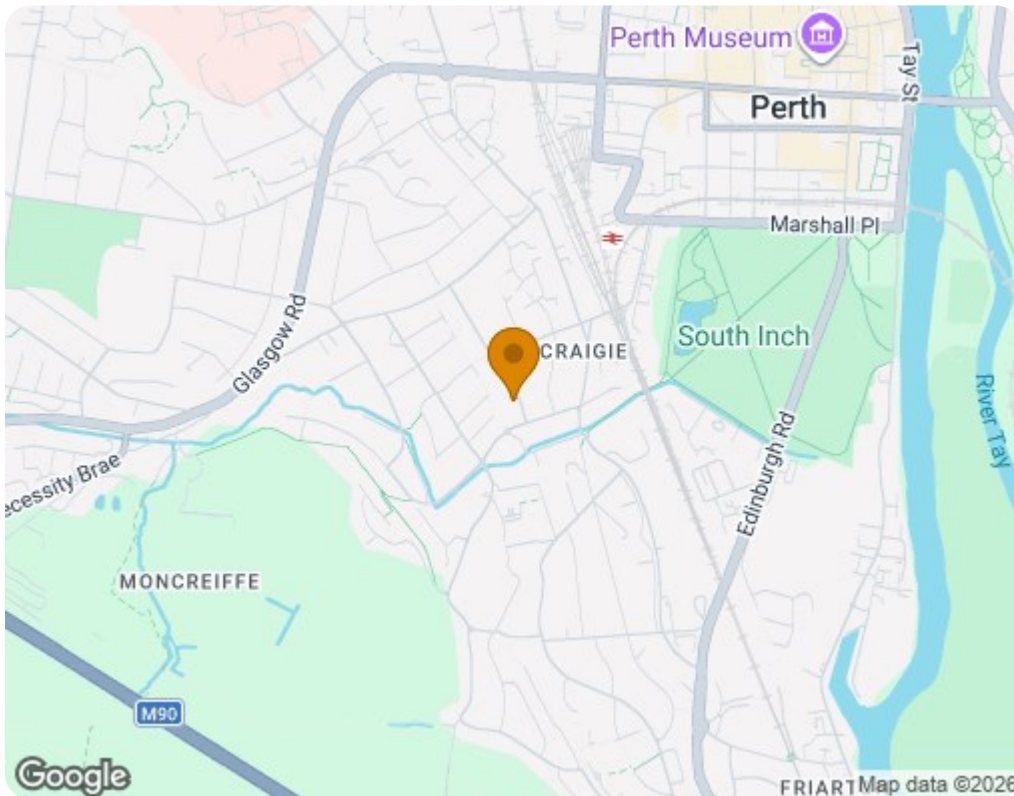 Perth Museum
Tay St
Perth
Marshall Pl
Glasgow Rd
CRAIGIE
South Inch
River Tay
ecessity Brae
Edinburgh Rd
MONCREIFFE
M90
Google
FRIART
Map data ©2026